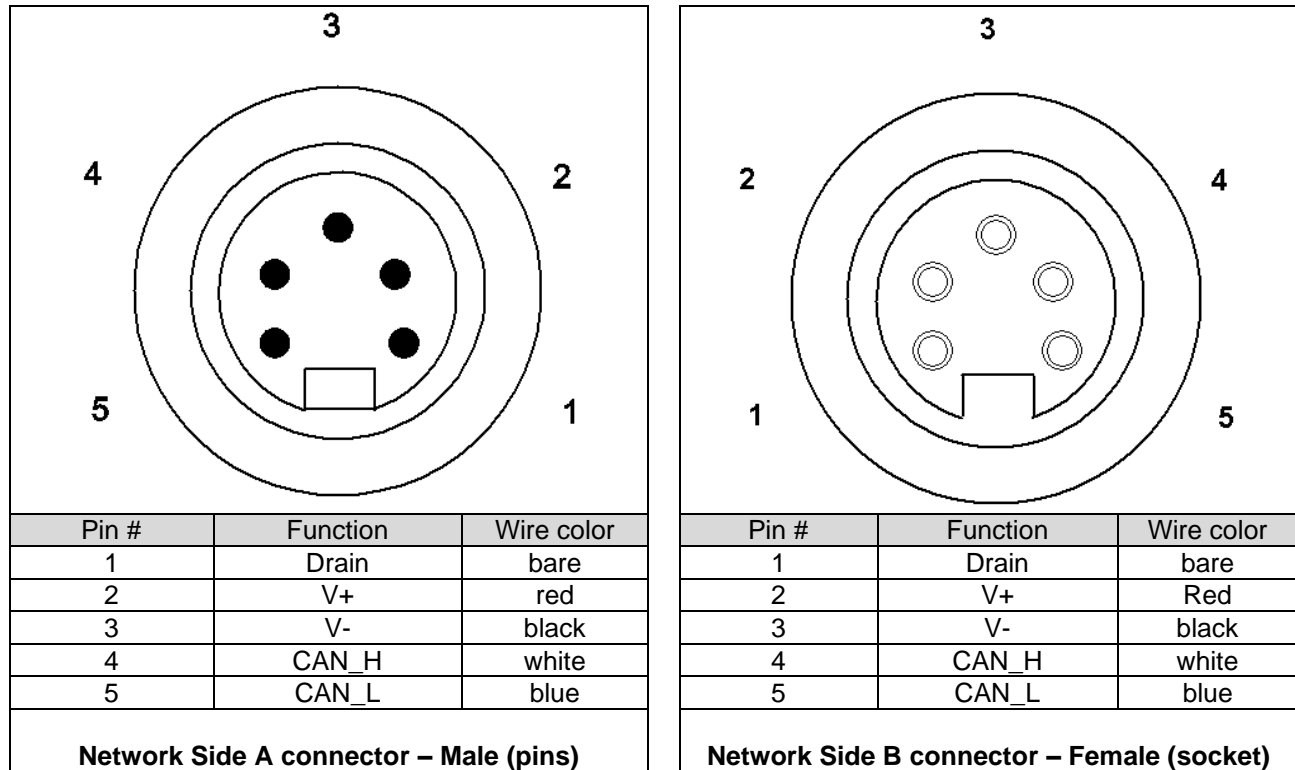 3
4
2
5
1
Pin # Function Wire color
1 Drain bare
2 V+ red
3 V- black
4 CAN_H white
5 CAN_L blue
Network Side A connector – Male (pins)
3
2
4
1
5
Pin # Function Wire color
1 Drain bare
2 V+ Red
3 V- black
4 CAN_H white
5 CAN_L blue
Network Side B connector – Female (socket)